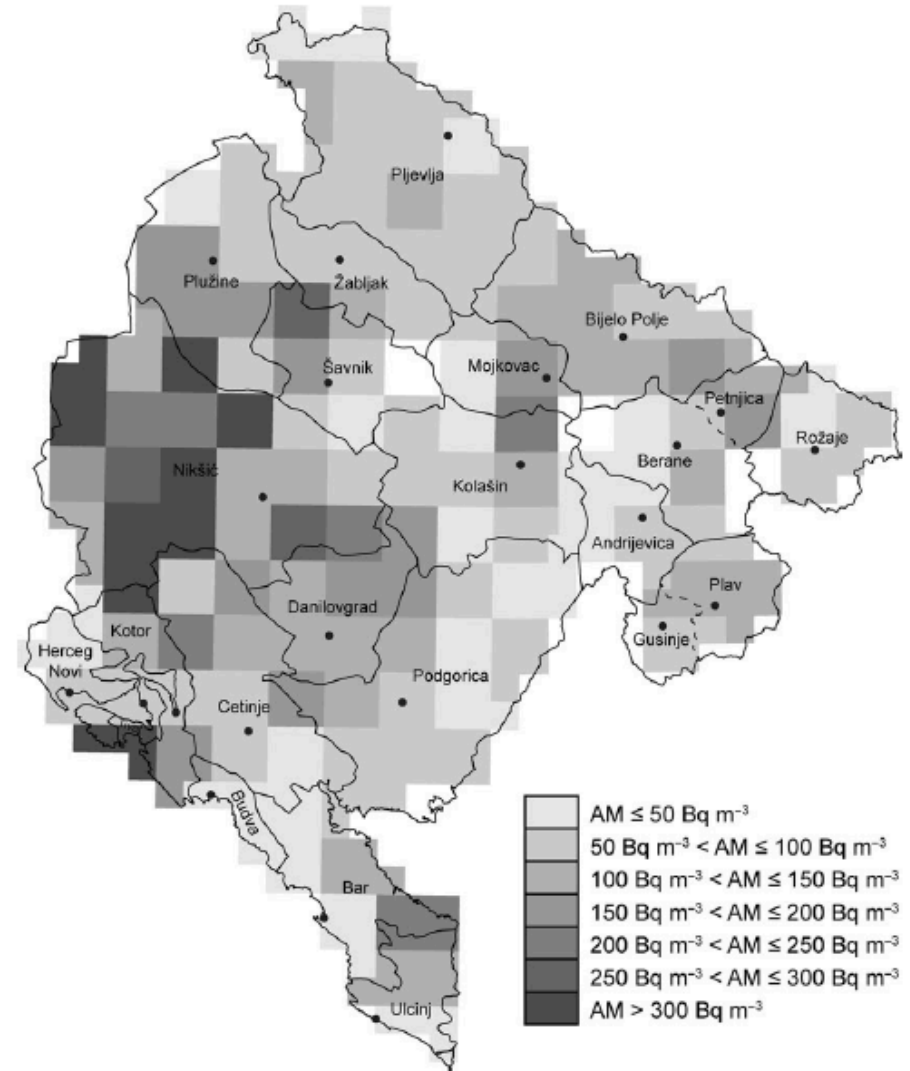 Pljevlja
Plužine
Žabljak
Bijelo Polje
Šavnik
Mojkovac
Petnjica
Rožaje
Berane
Nikšić
Kolašin
Andrijevica
Plav
Danilovgrad
Gusinje
Kotor
Herceg
Novi
Podgorica
Cetinje
Budva
Bar
Ulcinj
AM ≤ 50 Bq m⁻³
50 Bq m⁻³ < AM ≤ 100 Bq m⁻³
100 Bq m⁻³ < AM ≤ 150 Bq m⁻³
150 Bq m⁻³ < AM ≤ 200 Bq m⁻³
200 Bq m⁻³ < AM ≤ 250 Bq m⁻³
250 Bq m⁻³ < AM ≤ 300 Bq m⁻³
AM > 300 Bq m⁻³